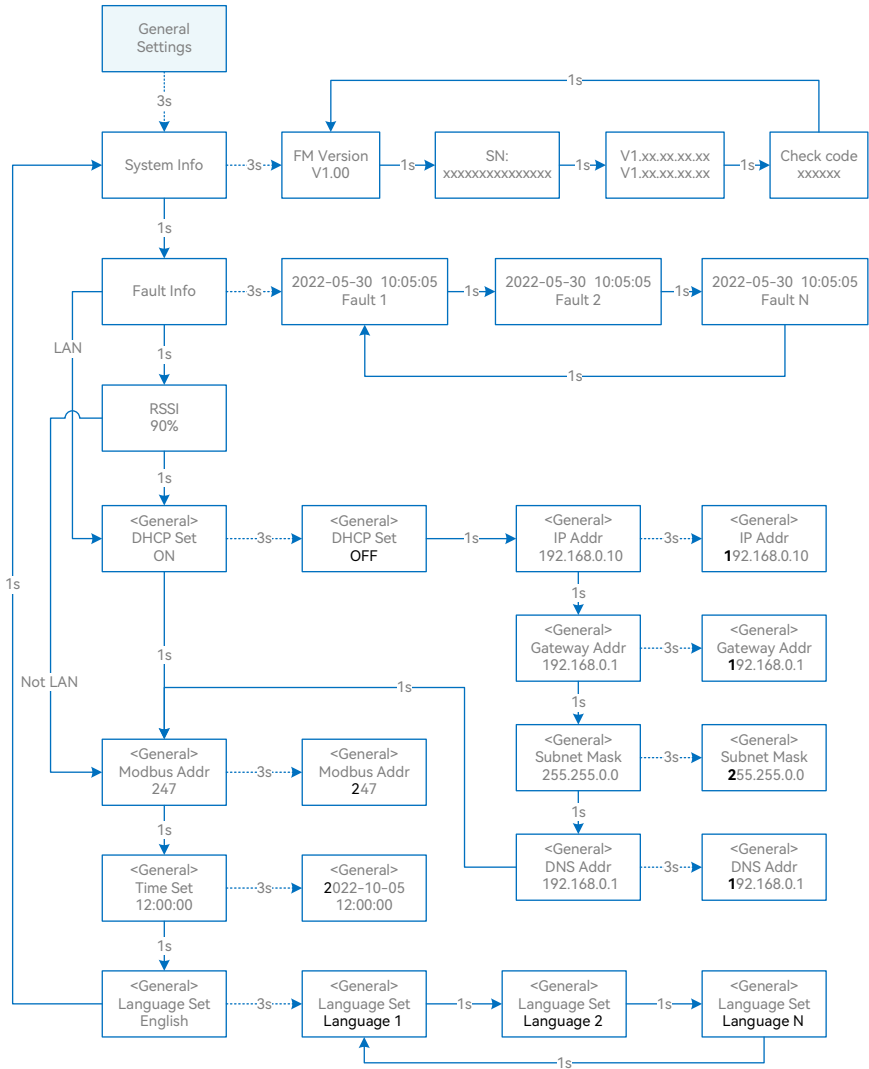 General
Settings
3s
1s
System Info
3s
FM Version
V1.00
1s
SN:
xxxxxxxxxxxxxxx
1s
V1.xx.xx.xx.xx
V1.xx.xx.xx.xx
1s
Check code
xxxxxx
1s
Fault Info
3s
2022-05-30 10:05:05
Fault 1
1s
2022-05-30 10:05:05
Fault 2
1s
2022-05-30 10:05:05
Fault N
LAN
1s
1s
RSSI
90%
1s
<General>
DHCP Set
ON
3s
<General>
DHCP Set
OFF
1s
<General>
IP Addr
192.168.0.10
3s
<General>
IP Addr
192.168.0.10
1s
1s
<General>
Gateway Addr
192.168.0.1
3s
<General>
Gateway Addr
192.168.0.1
1s
Not LAN
1s
1s
<General>
Subnet Mask
255.255.0.0
3s
<General>
Subnet Mask
255.255.0.0
<General>
Modbus Addr
247
3s
<General>
Modbus Addr
247
1s
1s
<General>
DNS Addr
192.168.0.1
3s
<General>
DNS Addr
192.168.0.1
<General>
Time Set
12:00:00
3s
<General>
2022-10-05
12:00:00
1s
<General>
Language Set
English
3s
<General>
Language Set
Language 1
1s
<General>
Language Set
Language 2
1s
<General>
Language Set
Language N
1s